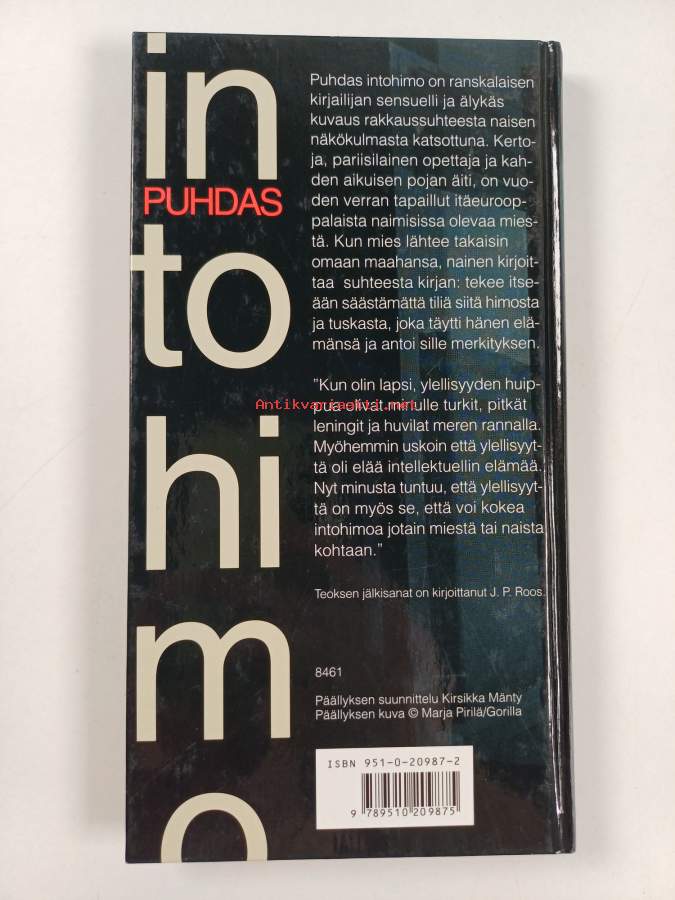 in
PUHDAS
to
hi
m
o
Puhdas intohimo on ranskalaisen
kirjailijan sensuelli ja älykäs
kuvaus rakkaussuhteesta naisen
näkökulmasta katsottuna. Kerto-
ja, pariisilainen opettaja ja kah-
den aikuisen pojan äiti, on vuo-
den verran tapaillut itäeuroop-
palaista naimisissa olevaa mies-
tä. Kun mies lähtee takaisin
omaan maahansa, nainen kirjoit-
taa suhteesta kirjan: tekee itse-
ään säästämättä tiliä siitä himosta
ja tuskasta, joka täytti hänen elä-
mänsä ja antoi sille merkityksen.
”Kun olin lapsi, ylellisyyden huip-
pua olivat minulle turkit, pitkät
Antikvariaatti.net
leningit ja huvilat meren rannalla.
Myöhemmin uskoin että ylellisyyt-
tä oli elää intellektuellin elämää.
Nyt minusta tuntuu, että ylellisyyt-
tä on myös se, että voi kokea
intohimoa jotain miestä tai naista
kohtaan.”
Teoksen jälkisanat on kirjoittanut J. P. Roos.
8461
Päällyksen suunnittelu Kirsikka Mänty
Päällyksen kuva © Marja Pirilä/Gorilla
ISBN 951-0-20987-2
9 789510 209875